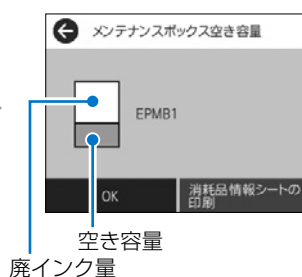 メンテナンスボックス空き容量
EPMB1
OK
消耗品情報シートの
印刷
空き容量
廃インク量